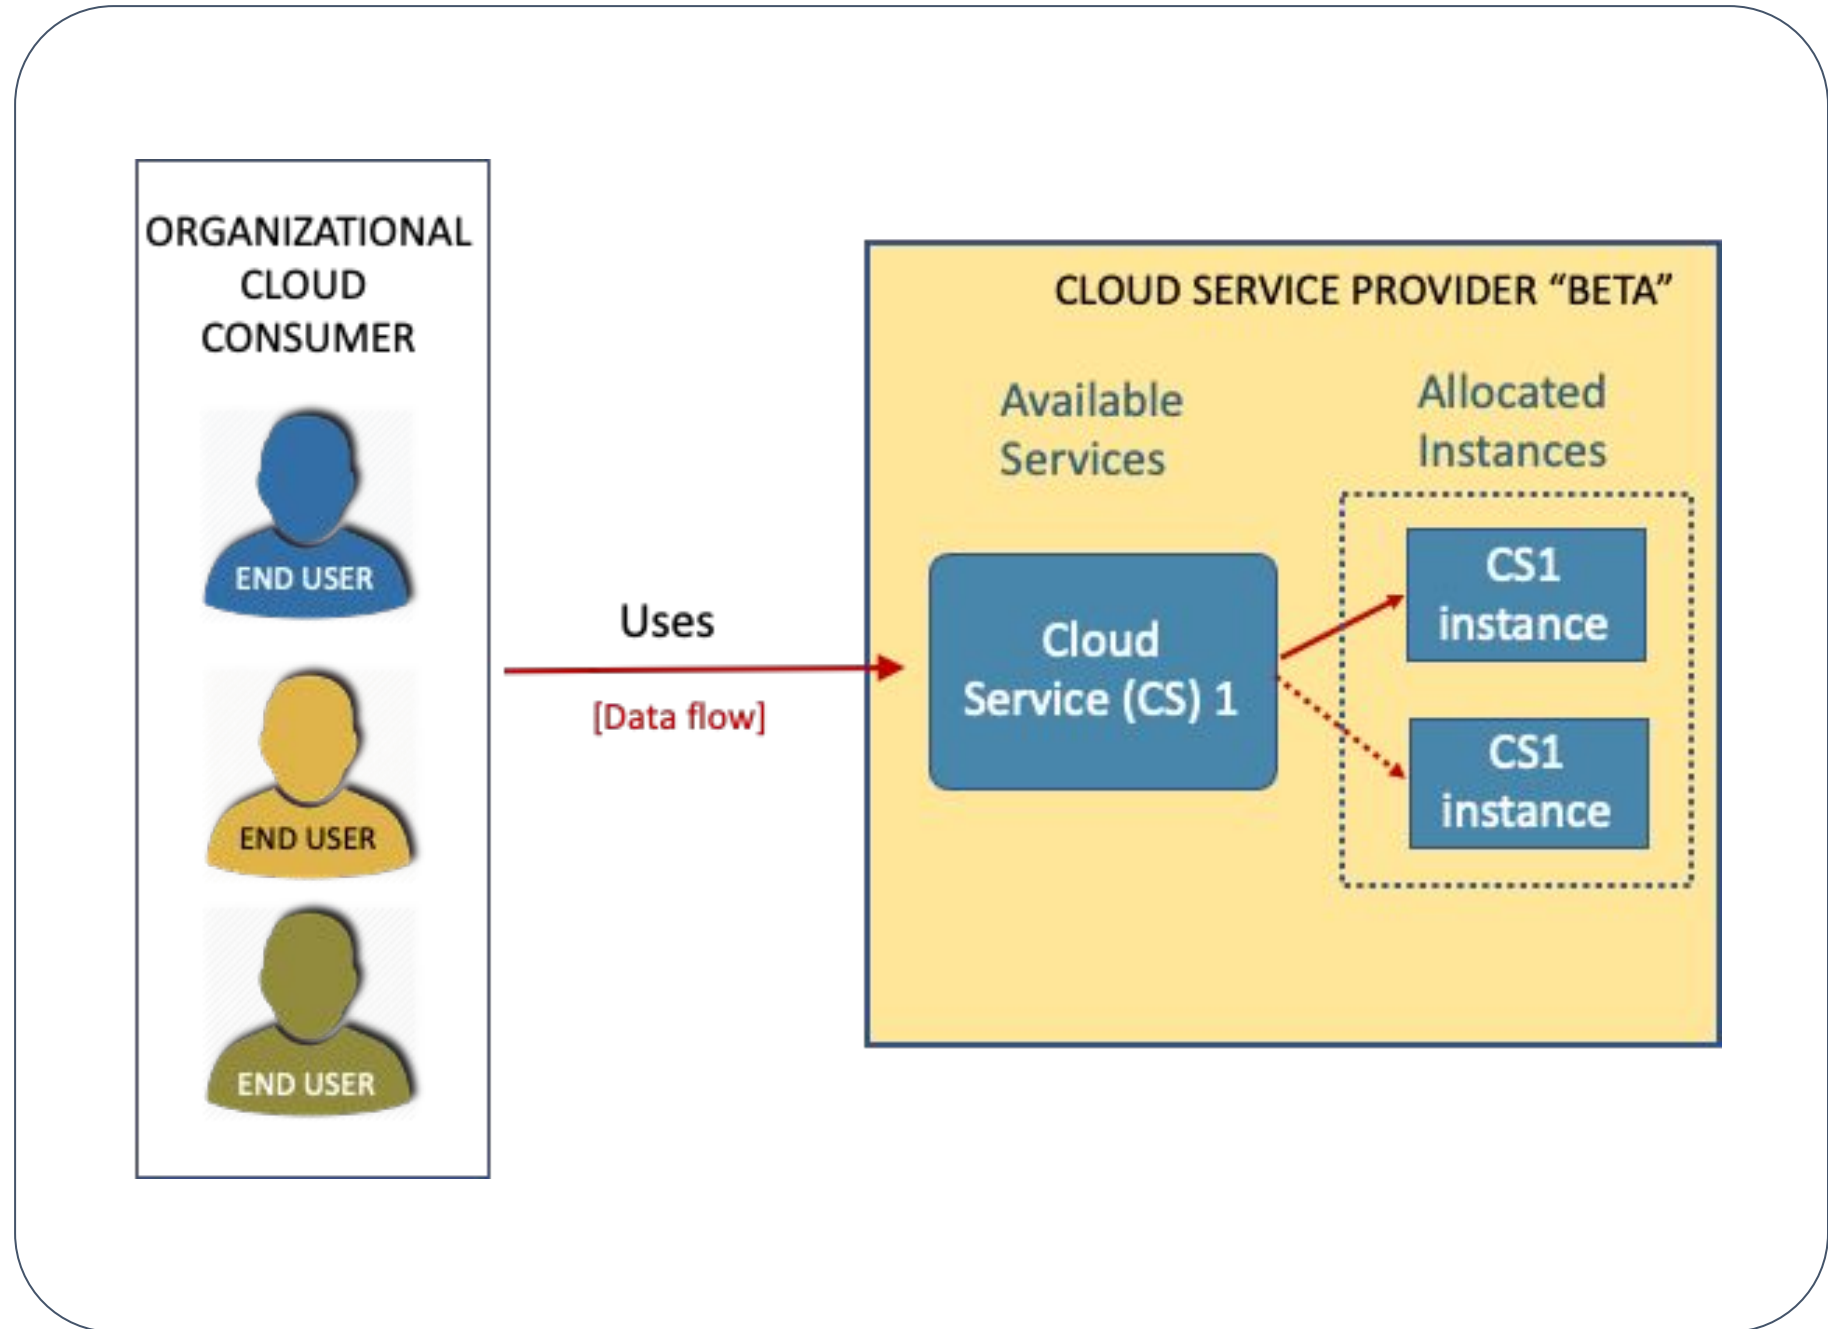 ORGANIZATIONAL
CLOUD
CONSUMER
END USER
END USER
END USER
Uses
[Data flow]
CLOUD SERVICE PROVIDER “BETA”
Available
Services
Allocated
Instances
Cloud
Service (CS) 1
CS1
instance
CS1
instance